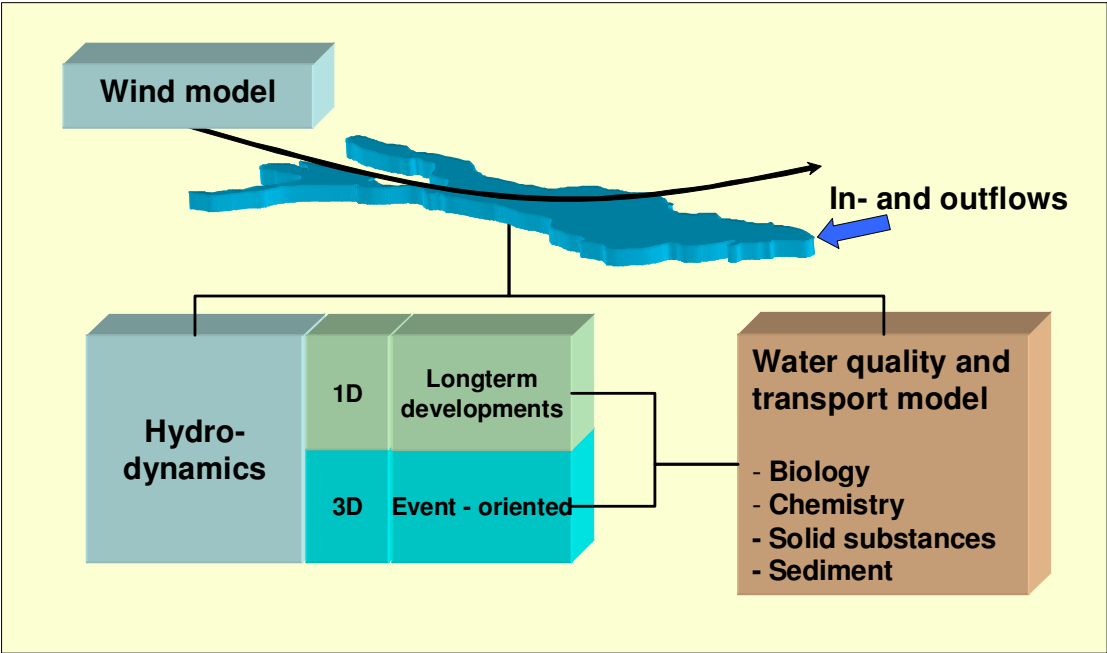 Wind model
In- and outflows
Hydro-
dynamics
1D
Longterm
developments
3D
Event - oriented
Water quality and
transport model
- Biology
- Chemistry
- Solid substances
- Sediment